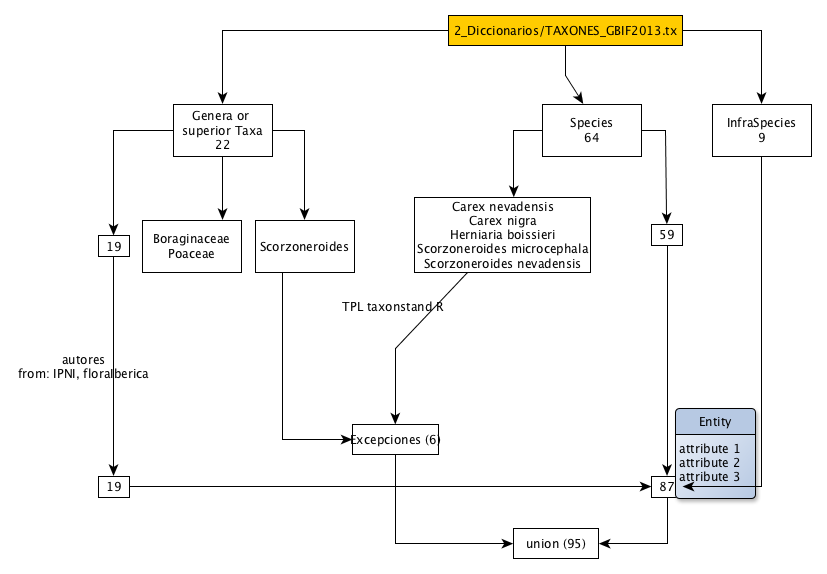 2_Diccionarios/TAXONES_GBIF2013.tx
Genera or
superior Taxa
22
Species
64
InfraSpecies
9
19
Boraginaceae
Poaceae
Scorzoneroides
Carex nevadensis
Carex nigra
Herniaria boissieri
Scorzoneroides microcephala
Scorzoneroides nevadensis
59
TPL taxonstand R
autores
from: IPNI, floraIberica
Excepciones (6)
Entity
attribute 1
attribute 2
attribute 3
19
87
union (95)